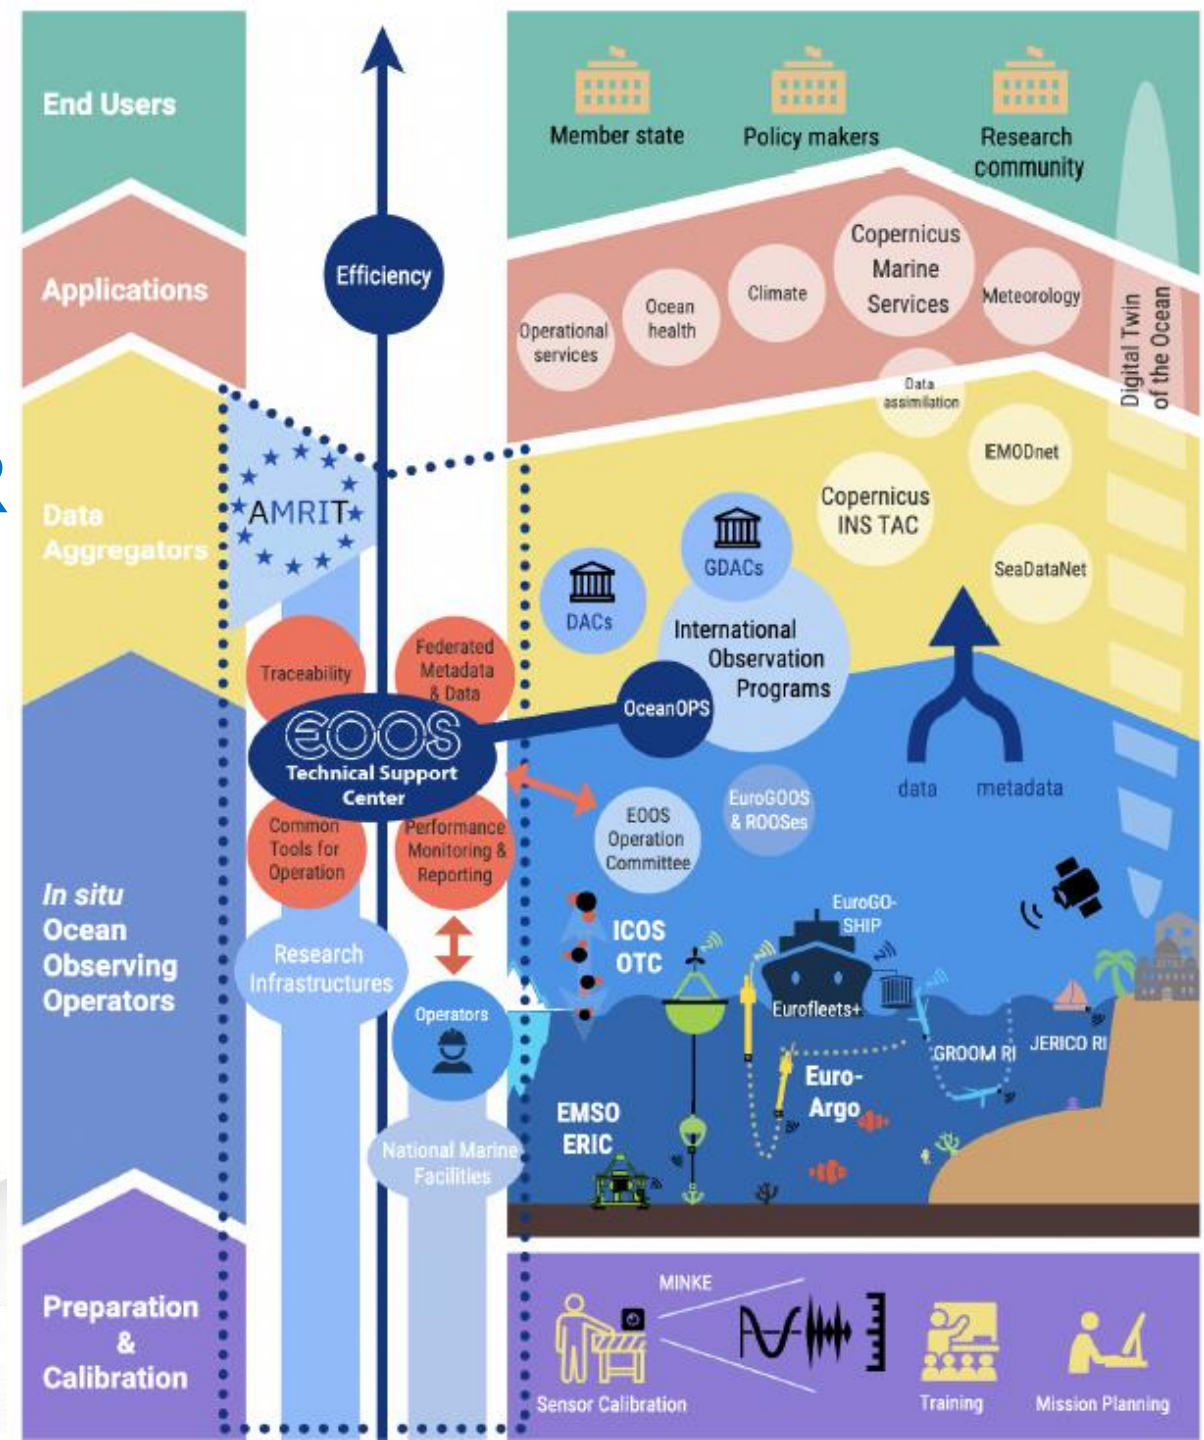 End Users
Member state
Policy makers
Research
community
Applications
Efficiency
Operational
services
Ocean
health
Climate
Copernicus
Marine
Services
Meteorology
Digital Twin
of the Ocean
Data
assimilation
Data
Aggregators
AMRIT
EMODnet
Copernicus
INS TAC
SeaDataNet
GDACs
DACs
International
Observation
Programs
OceanOPS
Traceability
Federated
Metadata
& Data
EOOS
Technical Support
Center
Common
Tools for
Operation
Performance
Monitoring &
Reporting
EOOS
Operation
Committee
EuroGOOS
& ROOSes
data
metadata
In situ
Ocean
Observing
Operators
Research
Infrastructures
Operators
National Marine
Facilities
ICOS
OTC
EuroGO-
SHIP
Eurofleets+
GROOM RI
JERICO RI
Euro-
Argo
EMSO
ERIC
Preparation
&
Calibration
MINKE
Sensor Calibration
Training
Mission Planning